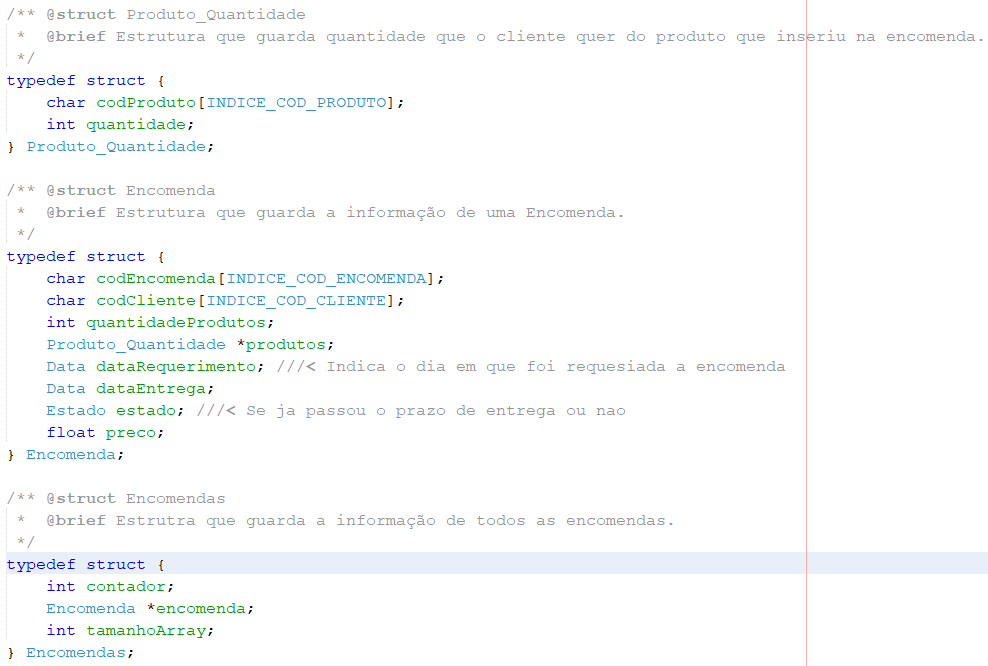 /** @struct Produto_Quantidade
 *  @brief Estrutura que guarda quantidade que o cliente quer do produto que inseriu na encomenda.
 */
typedef struct {
    char codProduto[INDICE_COD_PRODUTO];
    int quantidade;
} Produto_Quantidade;

/** @struct Encomenda
 *  @brief Estrutura que guarda a informação de uma Encomenda.
 */
typedef struct {
    char codEncomenda[INDICE_COD_ENCOMENDA];
    char codCliente[INDICE_COD_CLIENTE];
    int quantidadeProdutos;
    Produto_Quantidade *produtos;
    Data dataRequerimento; ///< Indica o dia em que foi requesiada a encomenda
    Data dataEntrega;
    Estado estado; ///< Se ja passou o prazo de entrega ou nao
    float preco;
} Encomenda;

/** @struct Encomendas
 *  @brief Estrutra que guarda a informação de todos as encomendas.
 */
typedef struct {
    int contador;
    Encomenda *encomenda;
    int tamanhoArray;
} Encomendas;